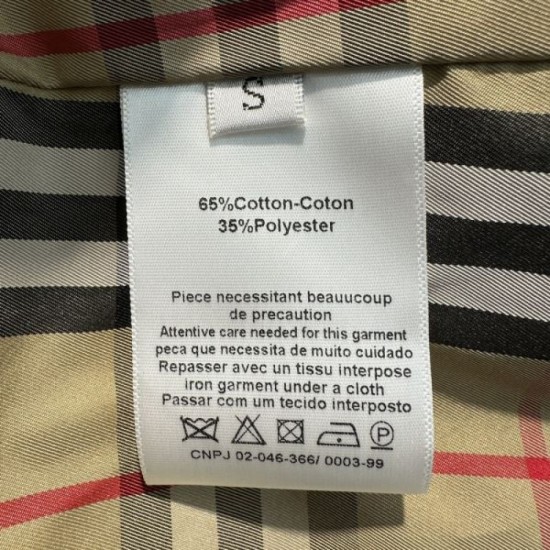 S
65%Cotton-Coton
35%Polyester
Piece necessitant beauucoup
de precaution
Attentive care needed for this garment
peca que necessita de muito cuidado
Repasser avec un tissu interpose
iron garment under a cloth
Passar com um tecido interposto
P
CNPJ 02-046-366/ 0003-99